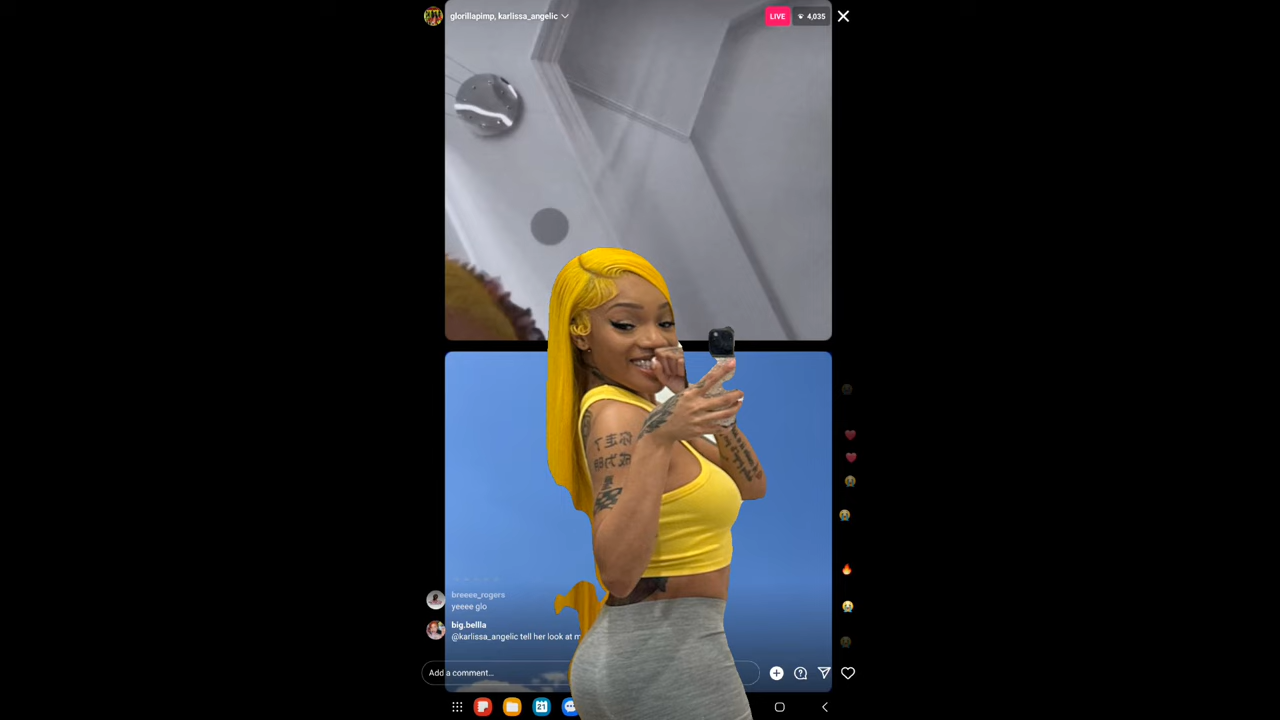 glorillapimp, karlissa_angelic
LIVE
4,035
breeee_rogers
yeeee glo
big.bellla
@karlissa_angelic tell her look at m
Add a comment...
21